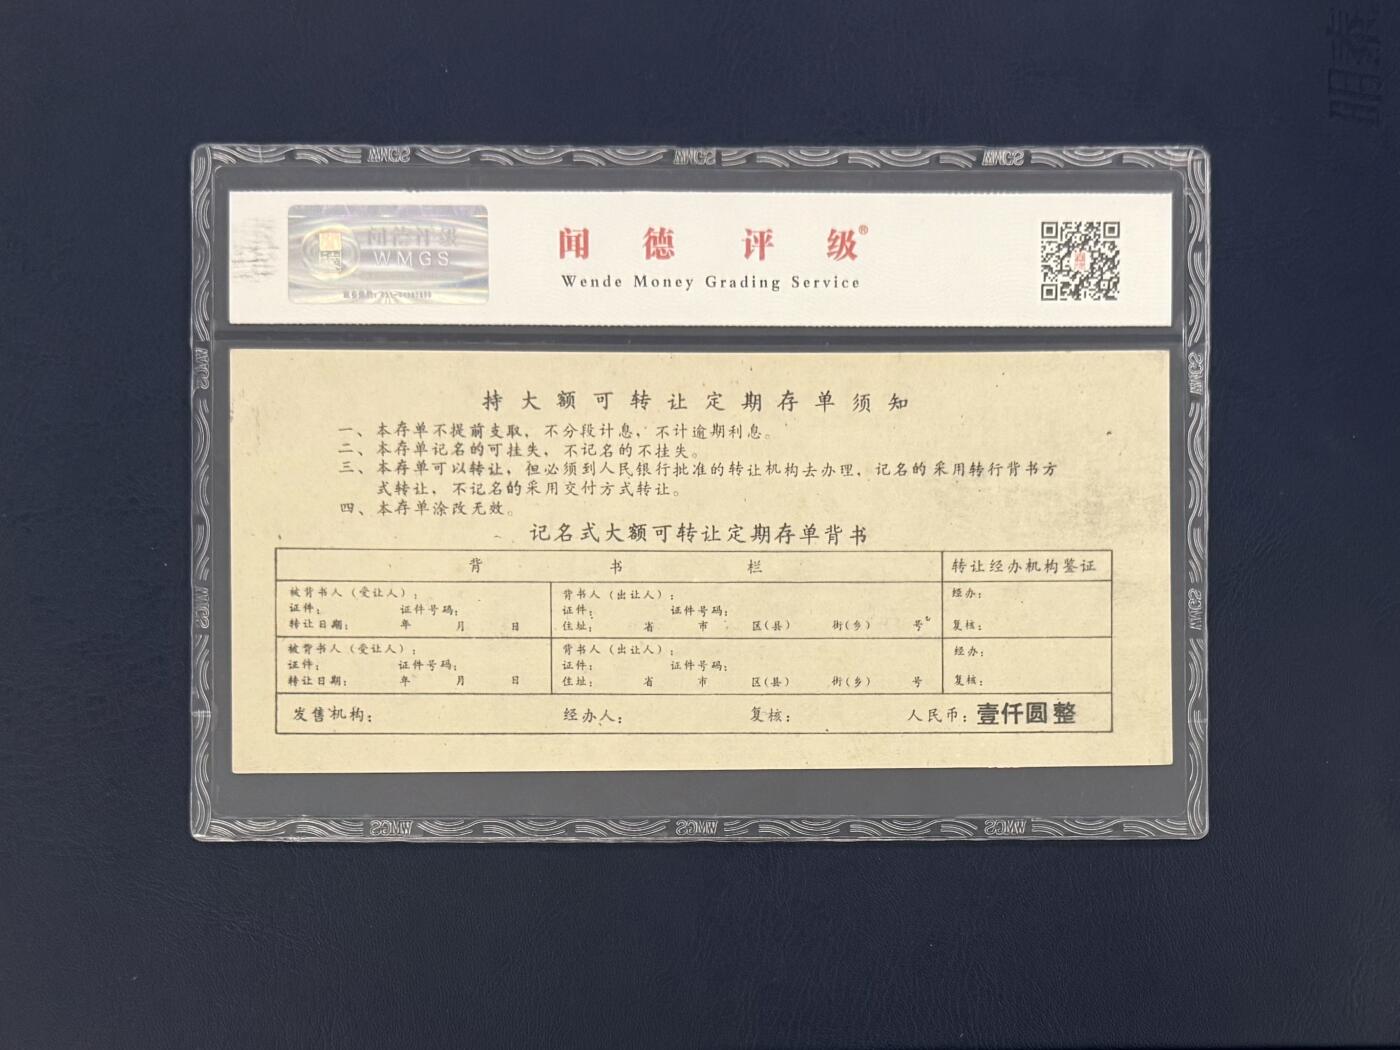 WMGS WMGS WMGS
闻德评级
WMGS
闻 德 评 级®
Wende Money Grading Service
持大额可转让定期存单须知
一、本存单不提前支取，不分段计息，不计逾期利息。
二、本存单记名的可挂失，不记名的不挂失。
三、本存单可以转让，但必须到人民银行批准的转让机构去办理，记名的采用转行背书方
式转让，不记名的采用交付方式转让。
四、本存单涂改无效。
记名式大额可转让定期存单背书
背 书 栏 转让经办机构鉴证
被背书人（受让人）： 背书人（出让人）： 经办：
证件： 证件号码： 证件： 证件号码：
转让日期： 年 月 日 住址： 省 市 区(县) 街(乡) 号 复核：
被背书人（受让人）： 背书人（出让人）： 经办：
证件： 证件号码： 证件： 证件号码：
转让日期： 年 月 日 住址： 省 市 区(县) 街(乡) 号 复核：
发售机构： 经办人： 复核： 人民币：壹仟圆整
WMGS WMGS WMGS
明泰